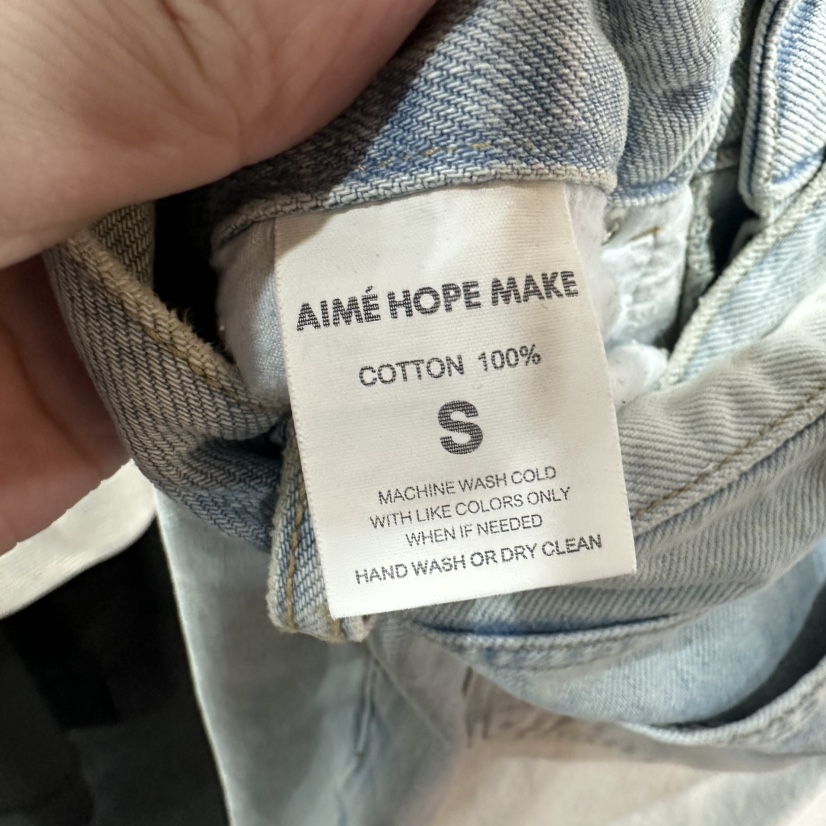 AIMÉ HOPE MAKE
COTTON 100%
S
MACHINE WASH COLD
WITH LIKE COLORS ONLY
WHEN IF NEEDED
HAND WASH OR DRY CLEAN